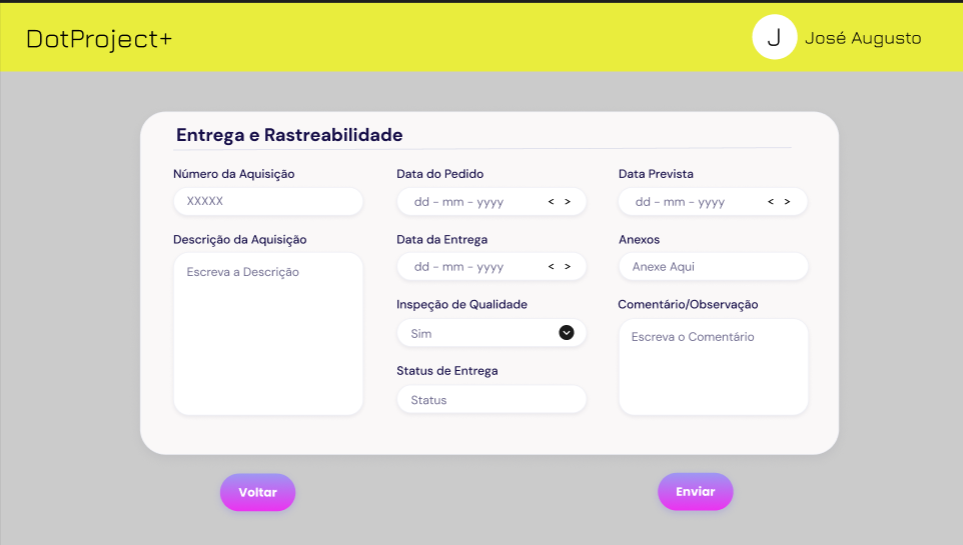 DotProject+
J José Augusto
Entrega e Rastreabilidade
Número da Aquisição
XXXXX
Descrição da Aquisição
Escreva a Descrição
Data do Pedido
dd - mm - yyyy < >
Data da Entrega
dd - mm - yyyy < >
Inspeção de Qualidade
Sim
Status de Entrega
Status
Data Prevista
dd - mm - yyyy < >
Anexos
Anexe Aqui
Comentário/Observação
Escreva o Comentário
Voltar
Enviar